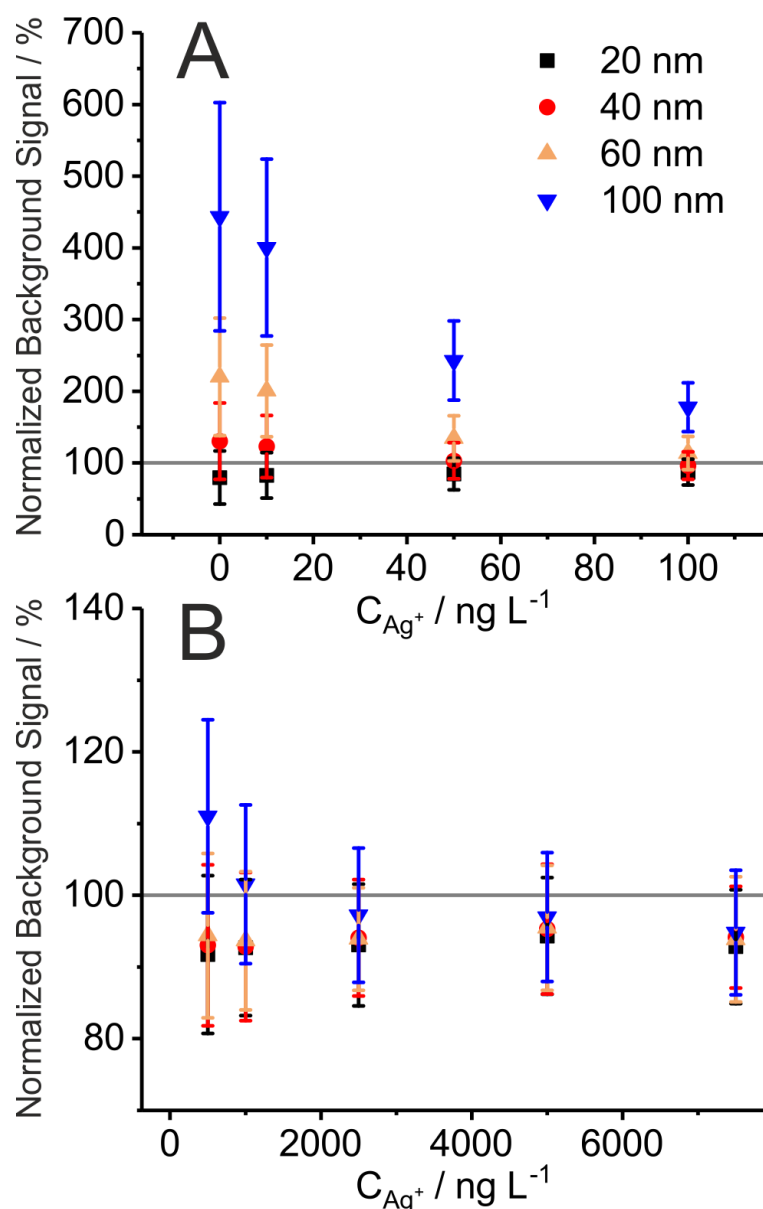 A
700
600
500
400
300
200
100
0
Normalized Background Signal / %
20 nm
40 nm
60 nm
100 nm
0 20 40 60 80 100
C_Ag⁺ / ng L⁻¹
B
140
120
100
80
Normalized Background Signal / %
0 2000 4000 6000
C_Ag⁺ / ng L⁻¹